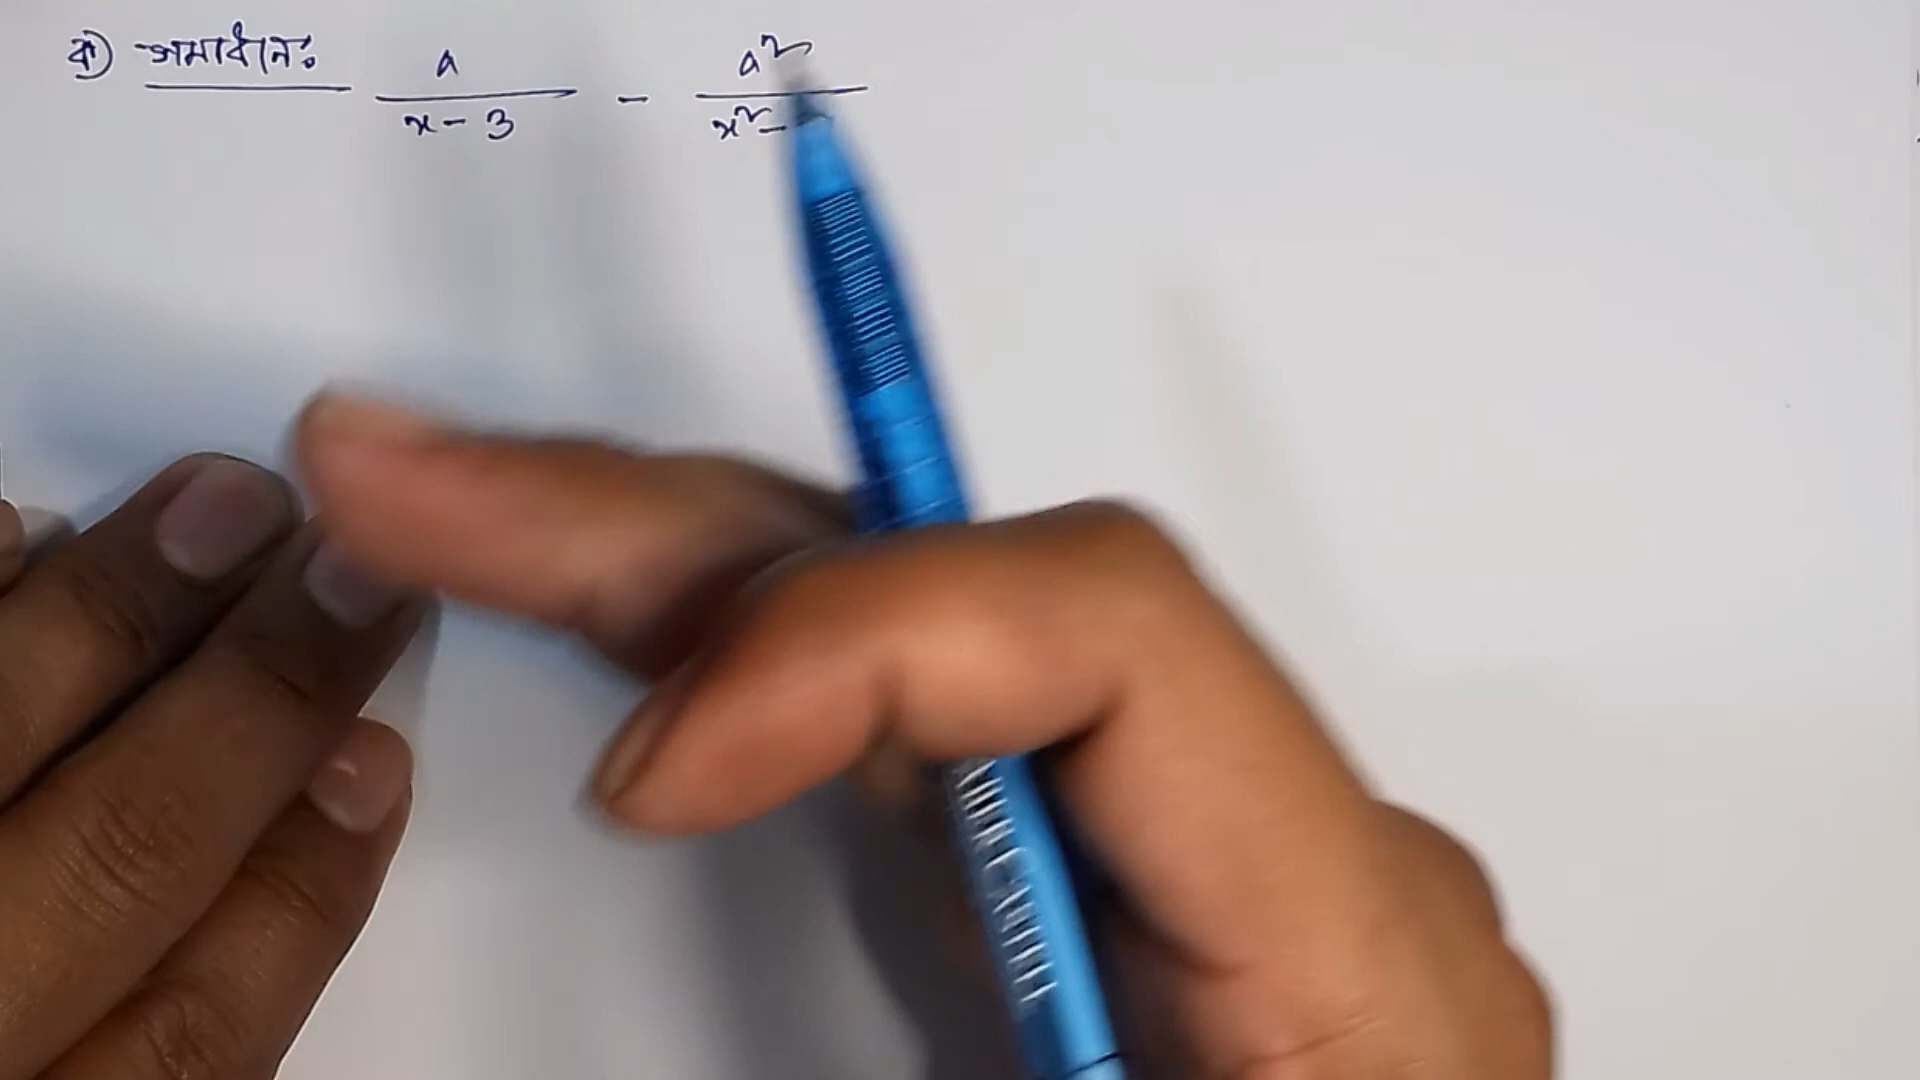 ক) সমাধান: a/(x - 3) - a²/(x² -